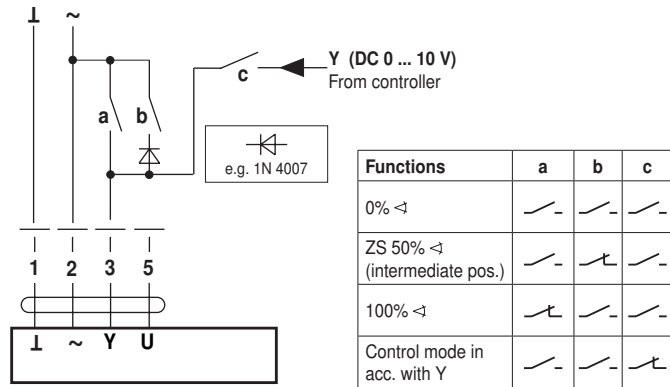 ⊥ ~
Y (DC 0 ... 10 V)
From controller
c
a b
e.g. 1N 4007
1 2 3 5
⊥ ~ Y U
Functions a b c
0%
ZS 50%
(intermediate pos.)
100%
Control mode in
acc. with Y